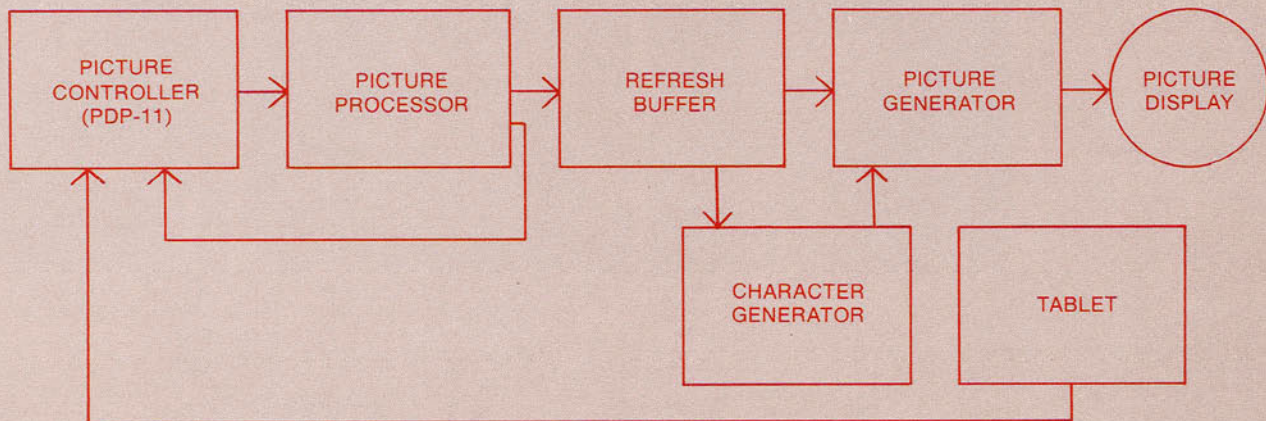 PICTURE
CONTROLLER
(PDP-11)
PICTURE
PROCESSOR
REFRESH
BUFFER
PICTURE
GENERATOR
PICTURE
DISPLAY
CHARACTER
GENERATOR
TABLET